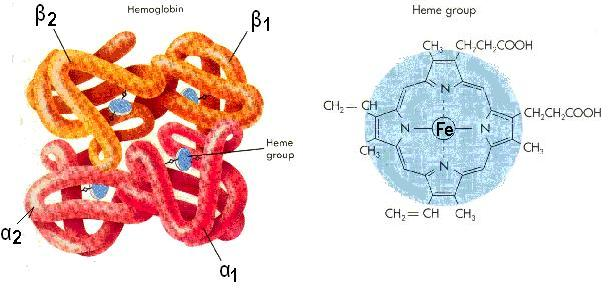 Hemoglobin
β2
β1
Heme
group
α2
α1
Heme group
CH3
CH2CH2COOH
CH2—CH
CH2CH2COOH
N
N
Fe
N
N
CH3
CH3
CH2=CH
CH3